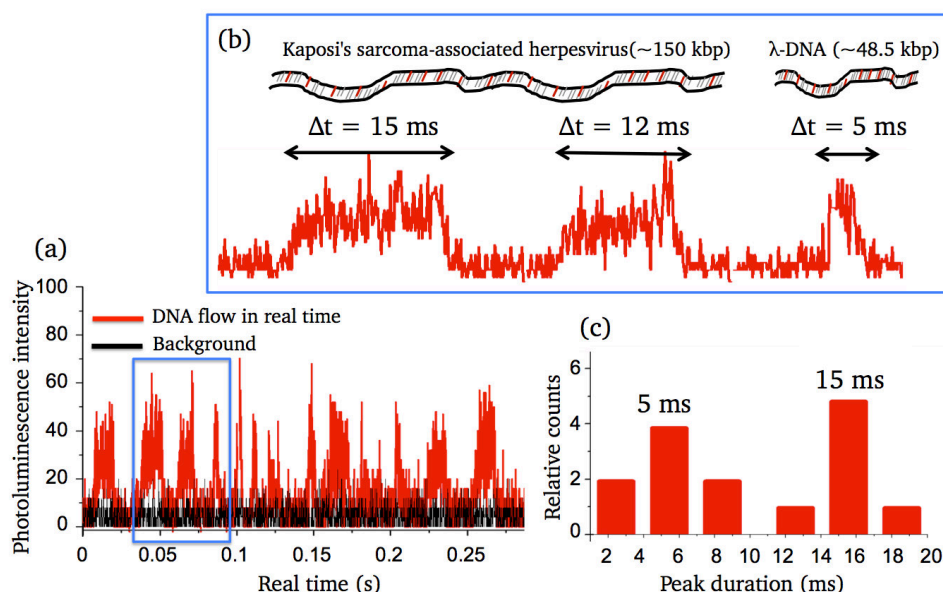 (b)
Kaposi's sarcoma-associated herpesvirus(~150 kbp)
λ-DNA (~48.5 kbp)
Δt = 15 ms
Δt = 12 ms
Δt = 5 ms
(a)
Photoluminescence intensity
100
80
60
40
20
0
DNA flow in real time
Background
0
0.05
0.1
0.15
0.2
0.25
Real time (s)
(c)
Relative counts
6
4
2
0
5 ms
15 ms
2
4
6
8
10
12
14
16
18
20
Peak duration (ms)